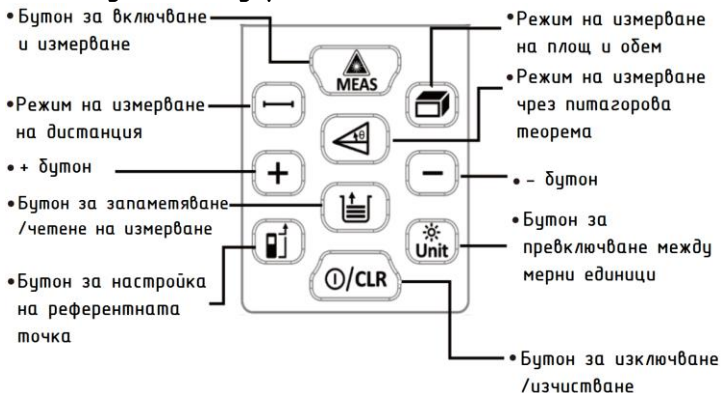 • Бутон за включване
и измерване
• Режим на измерване
на дистанция
• + бутон
• Бутон за запаметяване
/четене на измерване
• Бутон за настройка
на референтната
точка
MEAS
θ
+
−
Unit
/CLR
• Режим на измерване
на площ и обем
• Режим на измерване
чрез питагорова
теорема
• – бутон
• Бутон за
превключване между
мерни единици
• Бутон за изключване
/изчистване